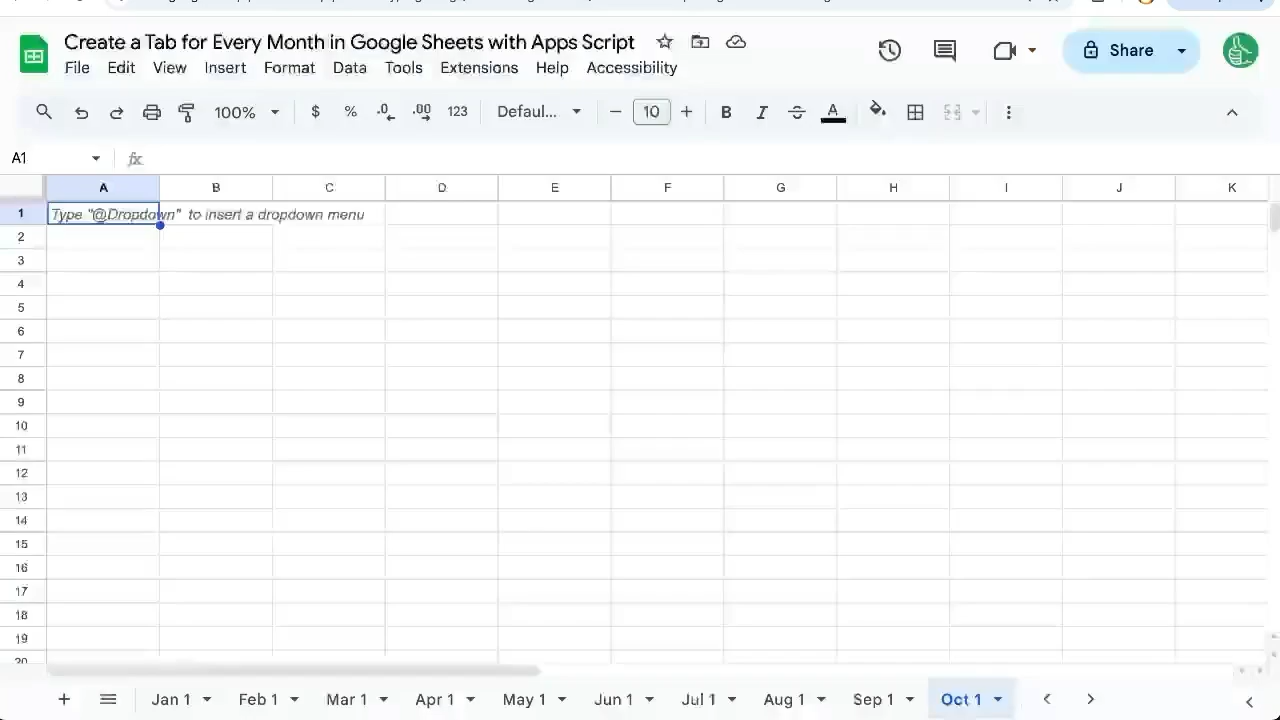 Create a Tab for Every Month in Google Sheets with Apps Script
File Edit View Insert Format Data Tools Extensions Help Accessibility
Share
100% $ % .0 .00 123 Defaul... 10 B I A
A1 fx
A B C D E F G H I J K
1 Type "@Dropdown" to insert a dropdown menu
2
3
4
5
6
7
8
9
10
11
12
13
14
15
16
17
18
19
20
Jan 1 Feb 1 Mar 1 Apr 1 May 1 Jun 1 Jul 1 Aug 1 Sep 1 Oct 1